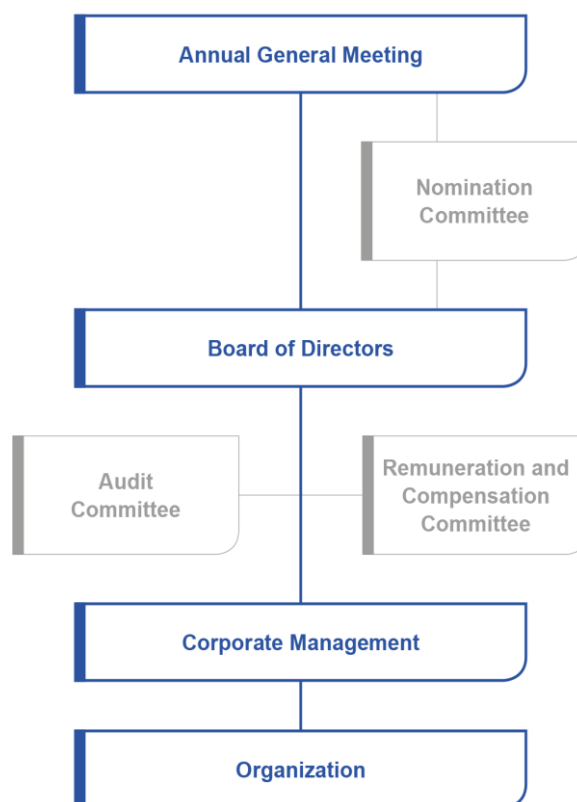 Annual General Meeting
Nomination
Committee
Board of Directors
Audit
Committee
Remuneration and
Compensation
Committee
Corporate Management
Organization